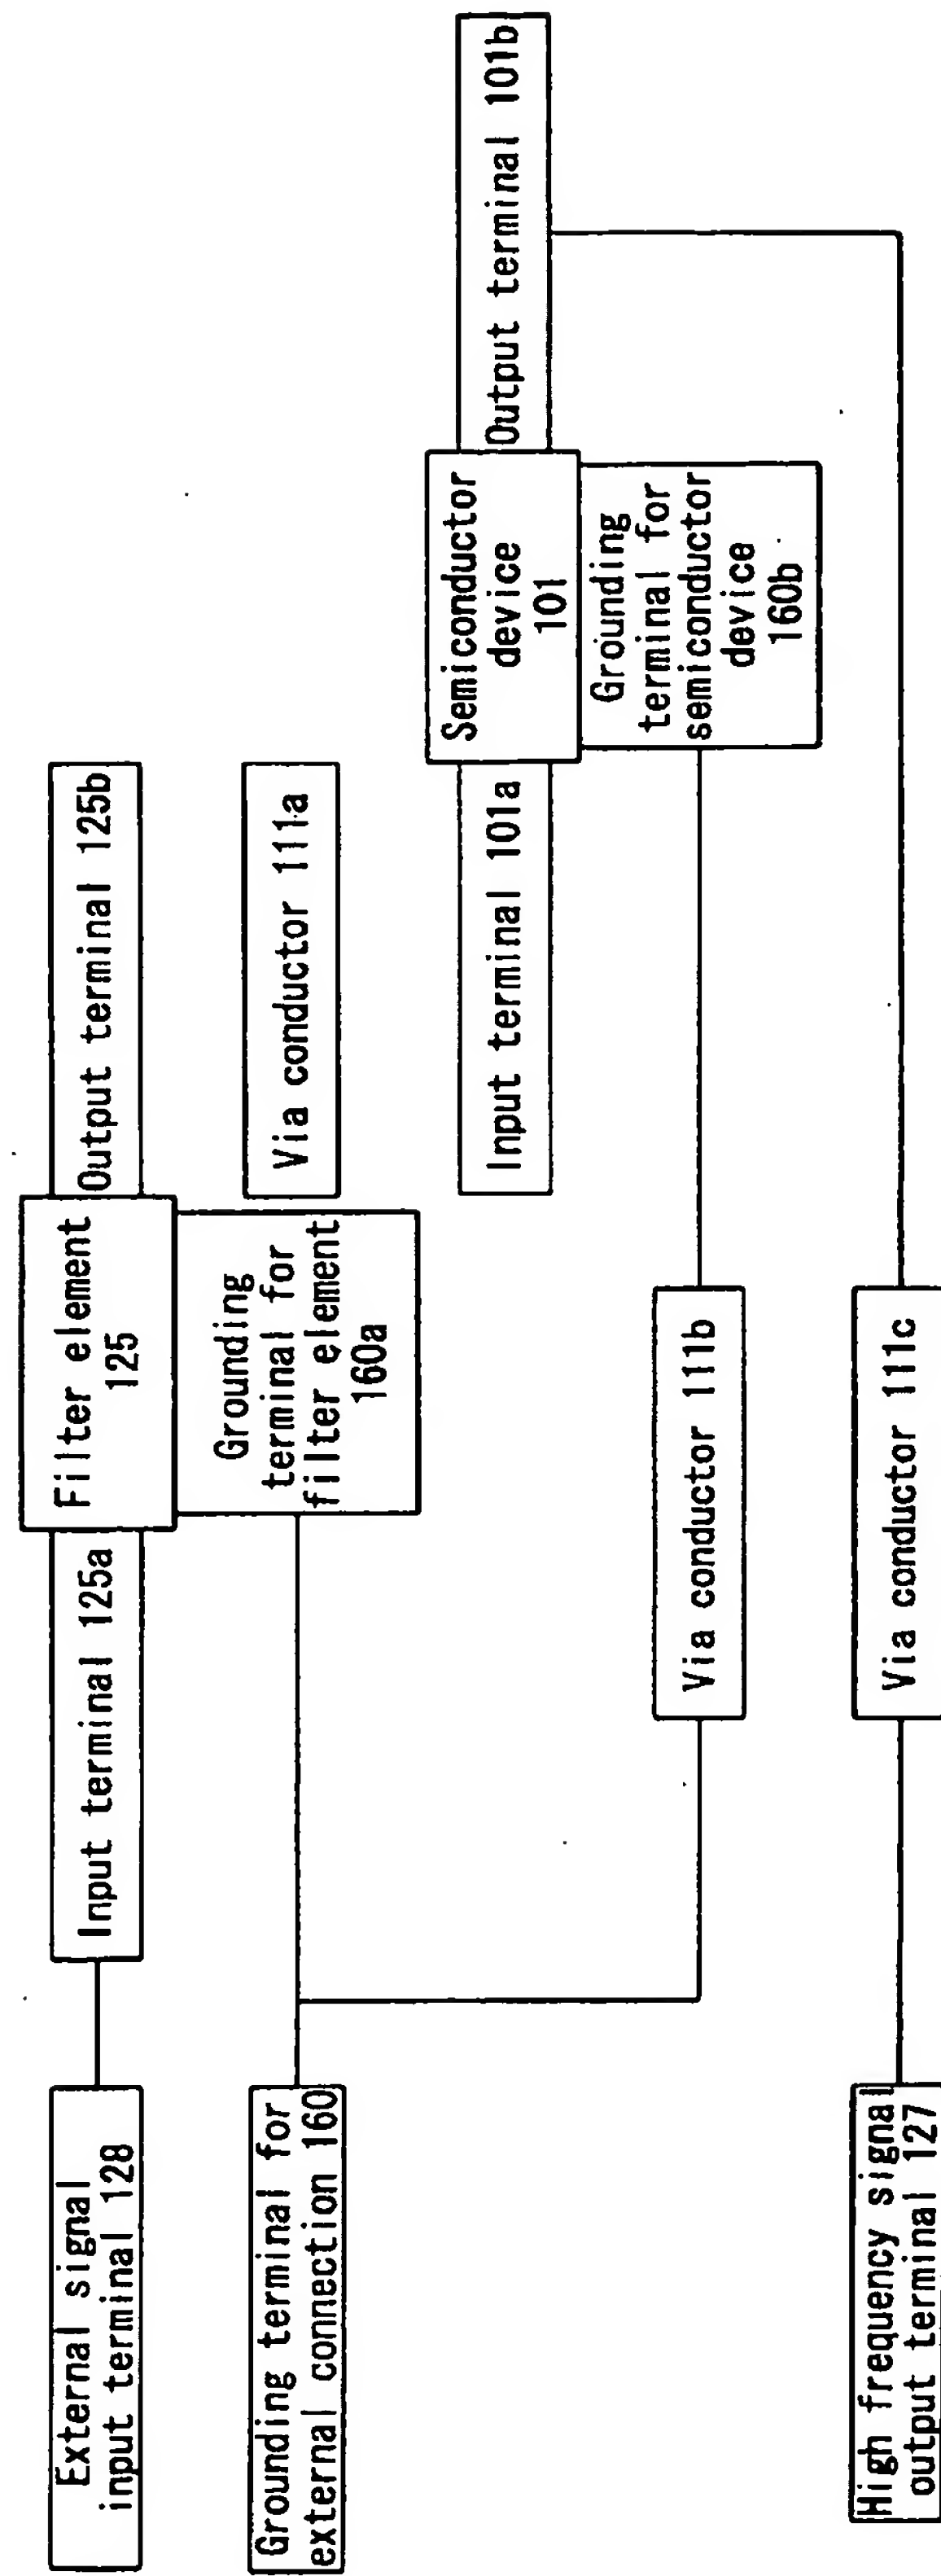 External signal
input terminal 128
Input terminal 125a
Filter element
125
Output terminal 125b
Grounding terminal for
external connection 160
Grounding
terminal for
filter element
160a
Via conductor 111a
Input terminal 101a
Semiconductor
device
101
Output terminal 101b
Via conductor 111b
Grounding
terminal for
semiconductor
device
160b
High frequency signal
output terminal 127
Via conductor 111c